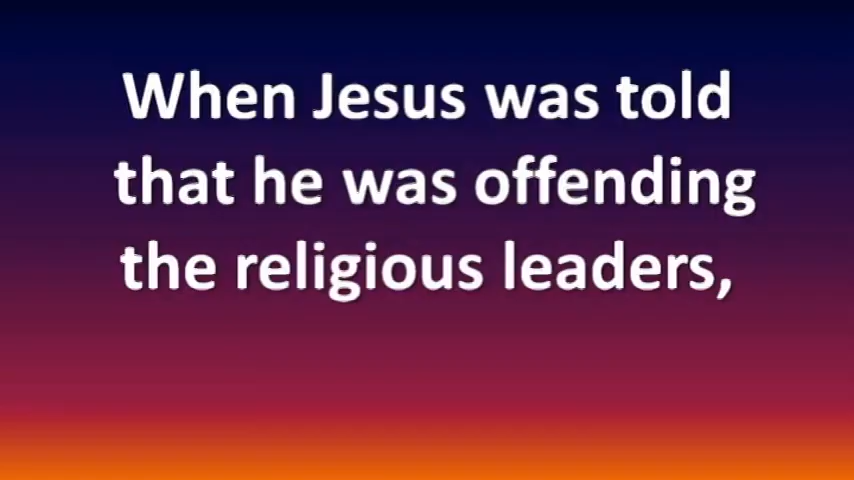 When Jesus was told
that he was offending
the religious leaders,